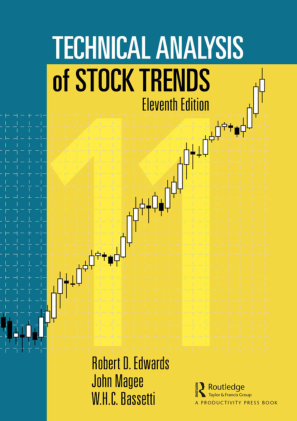 TECHNICAL ANALYSIS
of STOCK TRENDS
Eleventh Edition
11
Robert D. Edwards
John Magee
W.H.C. Bassetti
R
Routledge
Taylor & Francis Group
A PRODUCTIVITY PRESS BOOK